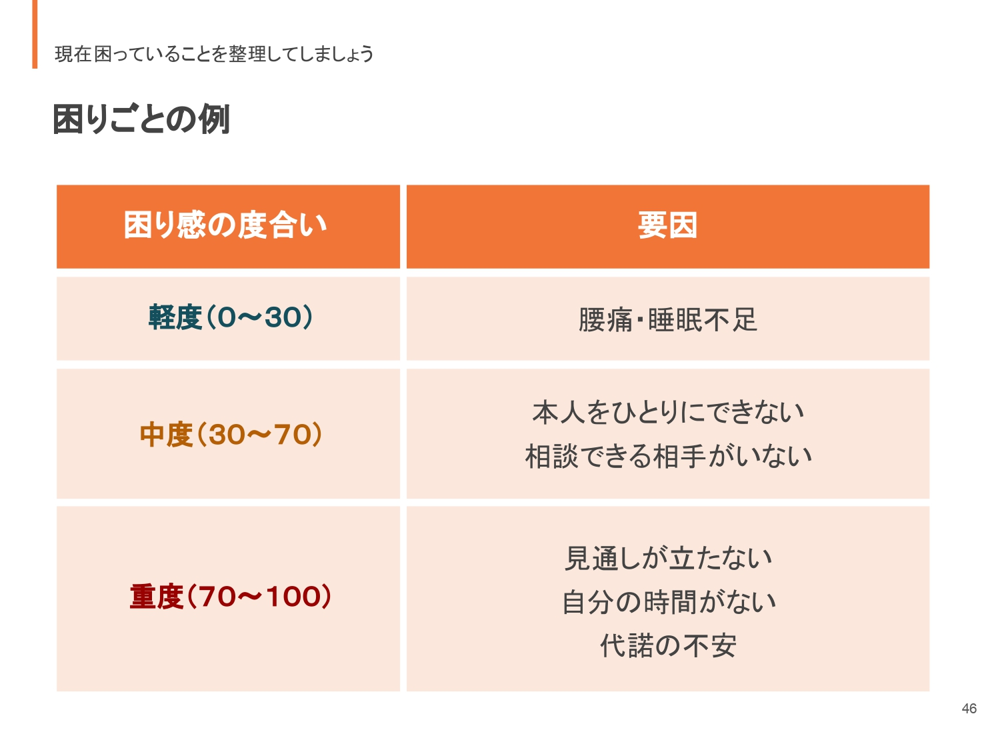 現在困っていることを整理してしましょう
困りごとの例
困り感の度合い
要因
軽度(0〜30)
腰痛・睡眠不足
中度(30〜70)
本人をひとりにできない
相談できる相手がいない
重度(70〜100)
見通しが立たない
自分の時間がない
代諾の不安
46